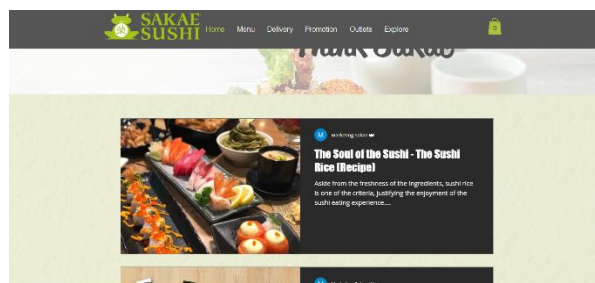 SAKAE
SUSHI
Home Menu Delivery Promotion Outlets Explore
0
M
The Soul of the Sushi - The Sushi
Rice (Recipe)
Aside from the freshness of the ingredients, sushi rice
is one of the criteria, justifying the enjoyment of the
sushi eating experience....